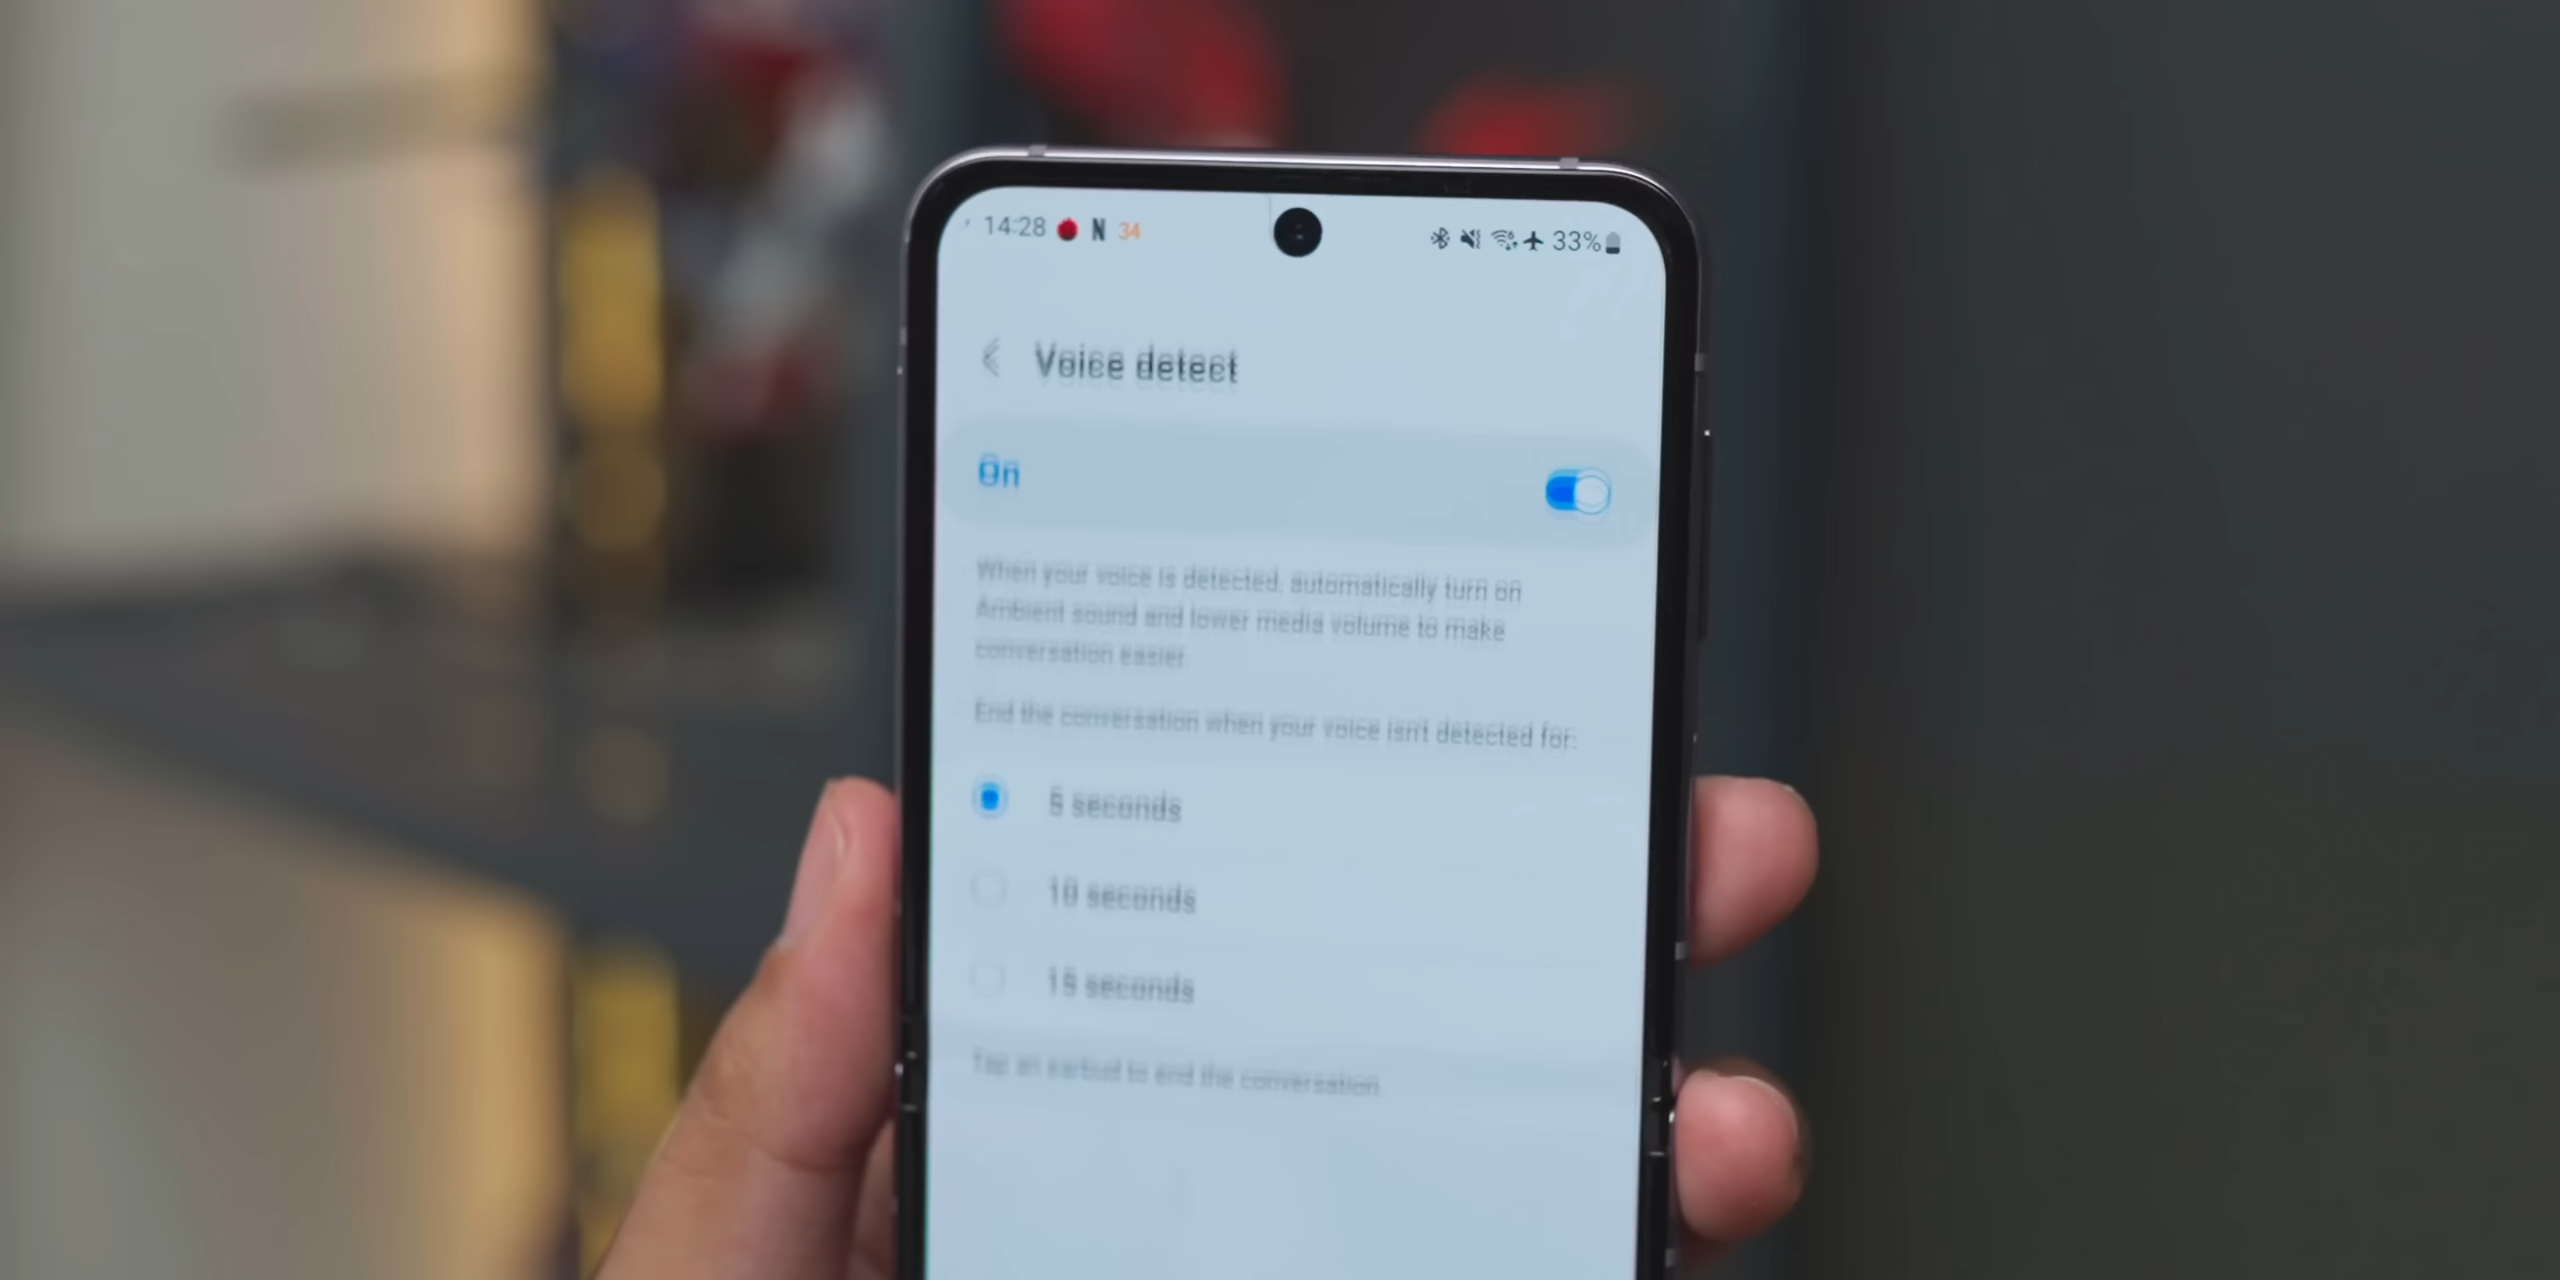 14:28 N 34 33%
Voice detect
On
When your voice is detected, automatically turn on
Ambient sound and lower media volume to make
conversation easier.
End the conversation when your voice isn't detected for:
5 seconds
10 seconds
15 seconds
Tap an earbud to end the conversation.